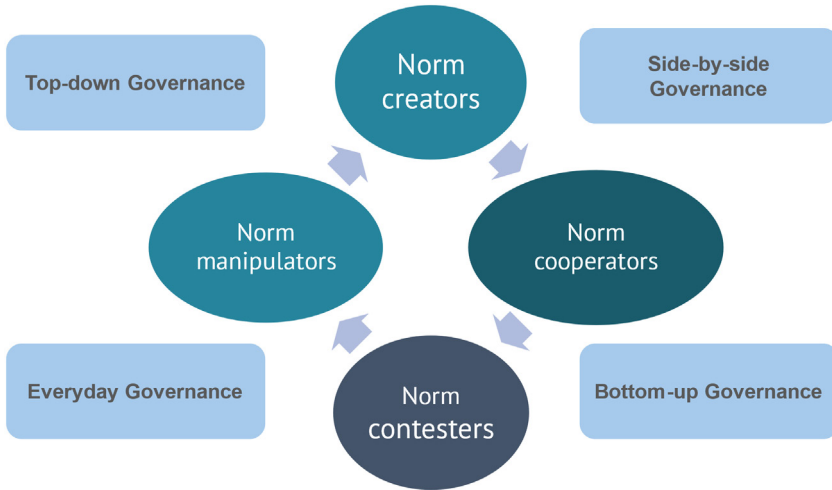 Top-down Governance
Norm
creators
Side-by-side
Governance
Norm
manipulators
Norm
cooperators
Everyday Governance
Norm
contesters
Bottom-up Governance